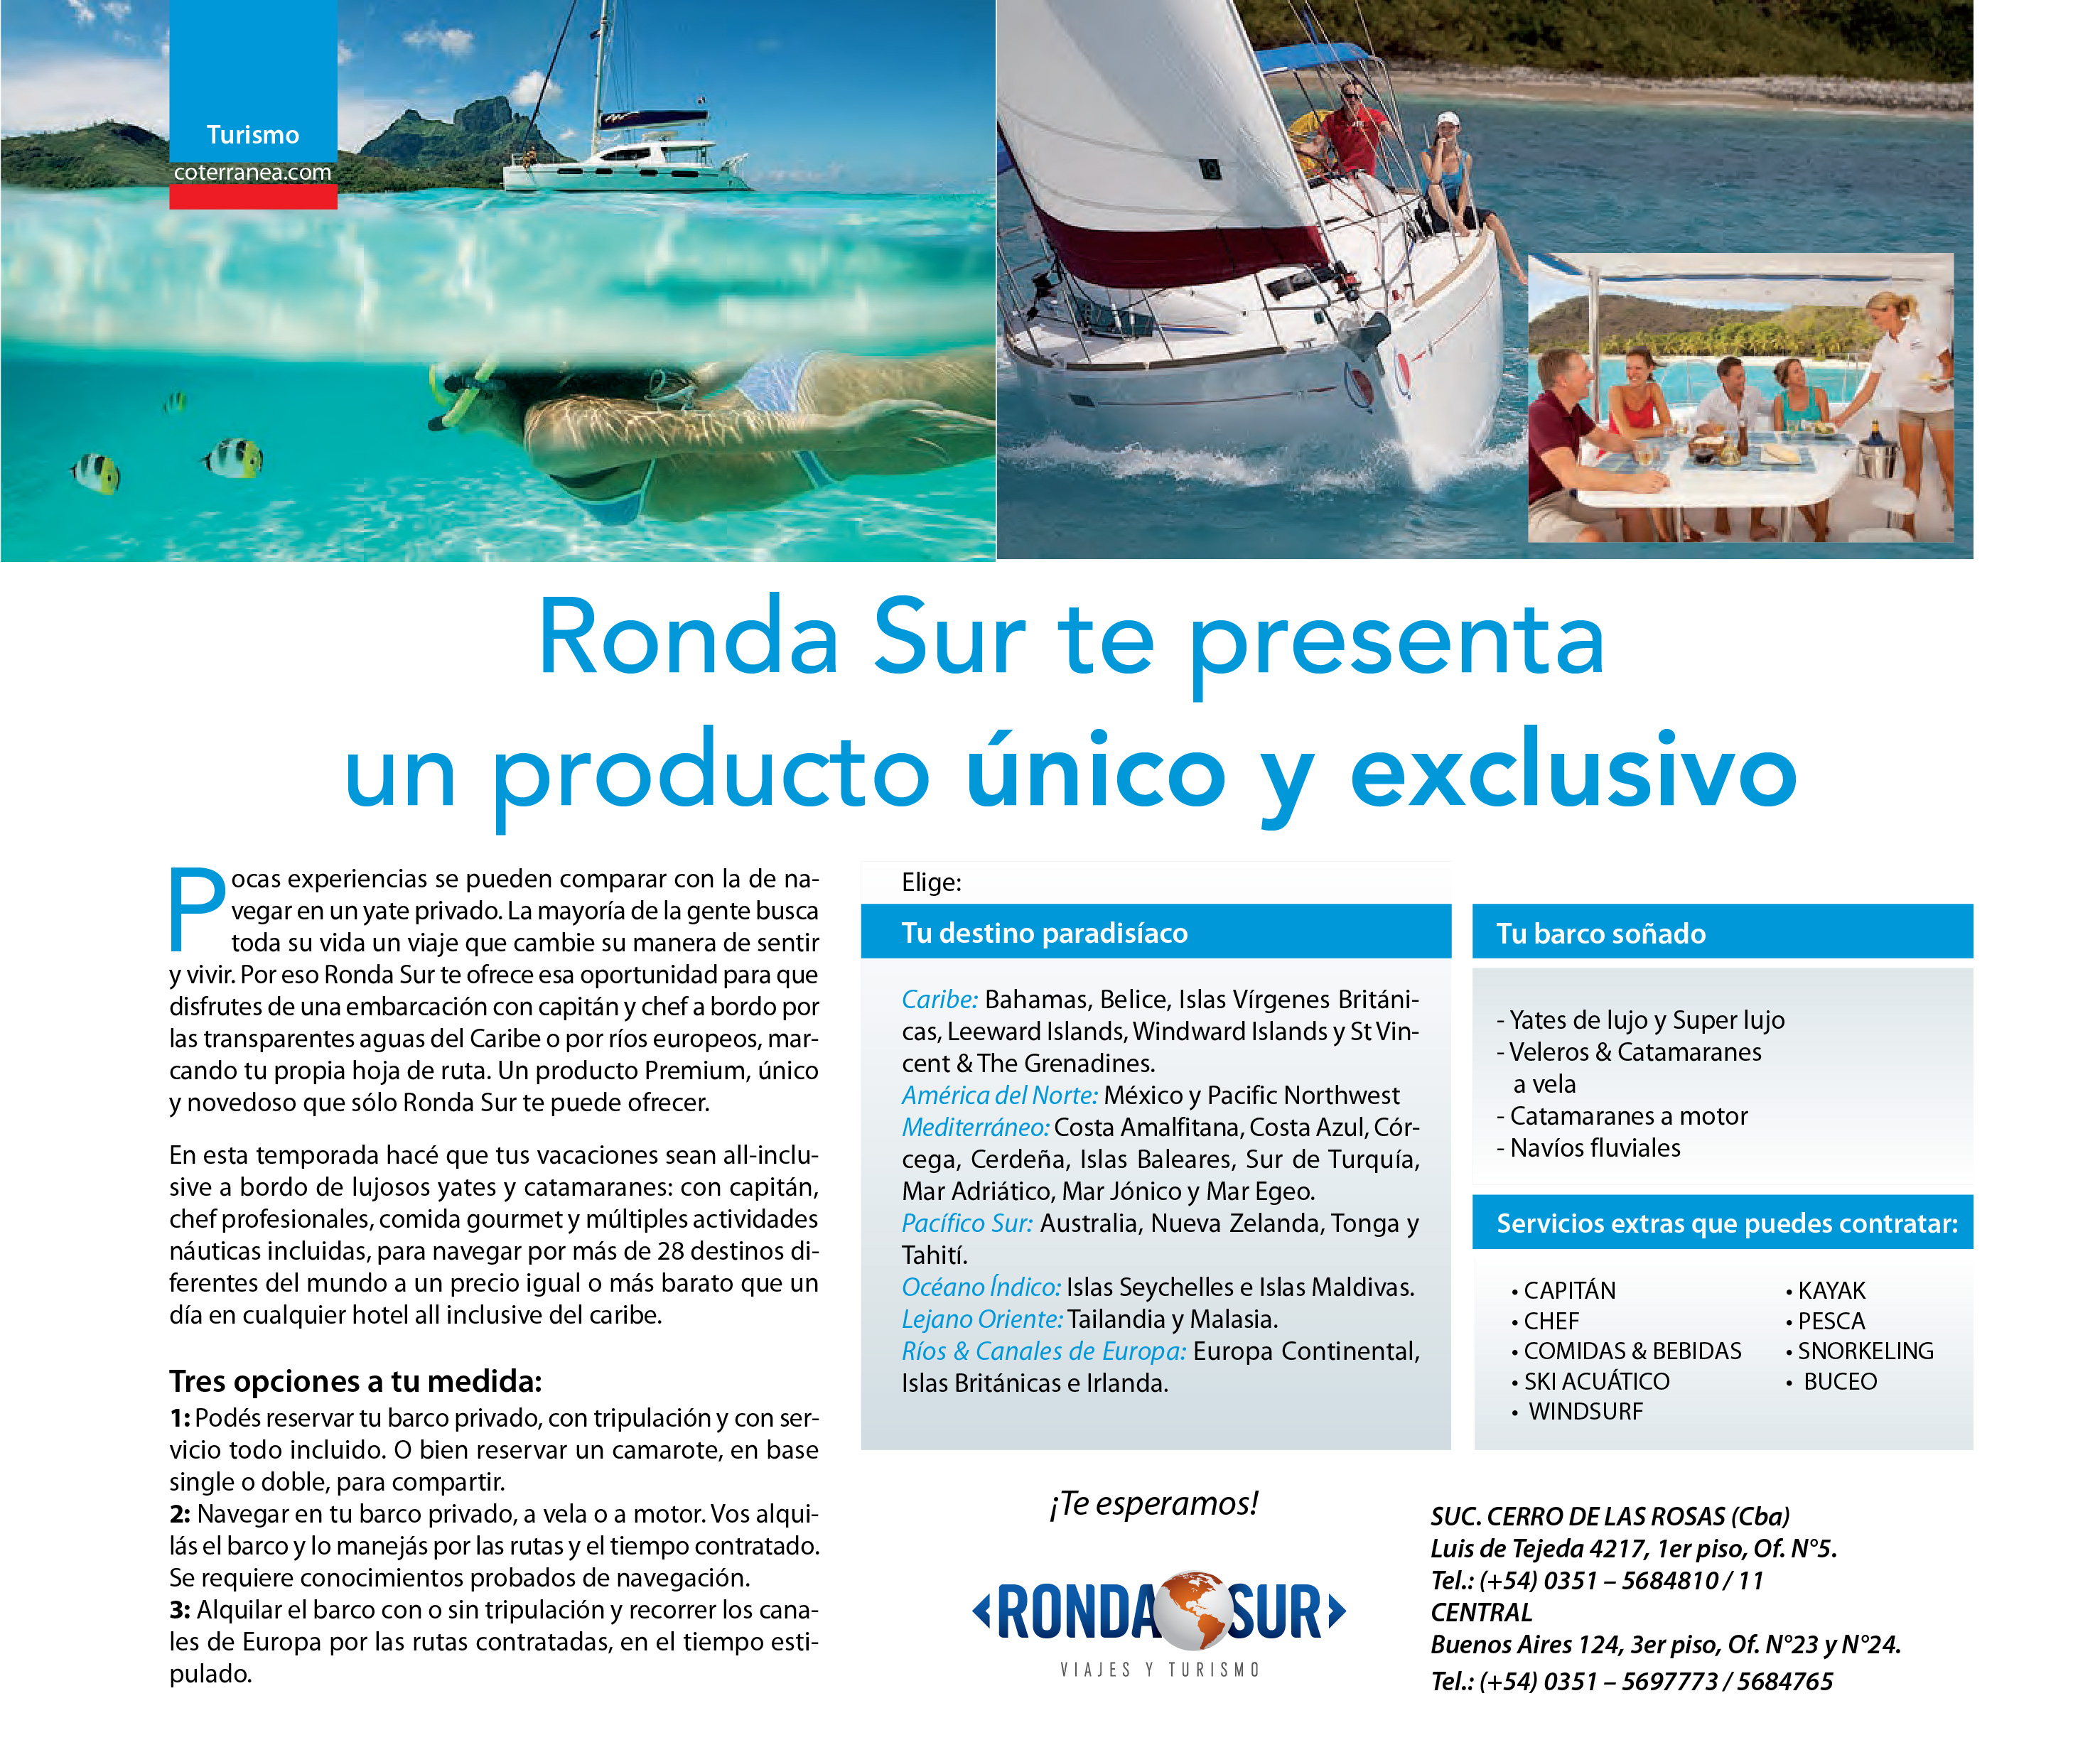 Turismo
coterranea.com
Ronda Sur te presenta
un producto único y exclusivo
Pocas experiencias se pueden comparar con la de na-
vegar en un yate privado. La mayoría de la gente busca
toda su vida un viaje que cambie su manera de sentir
y vivir. Por eso Ronda Sur te ofrece esa oportunidad para que
disfrutes de una embarcación con capitán y chef a bordo por
las transparentes aguas del Caribe o por ríos europeos, mar-
cando tu propia hoja de ruta. Un producto Premium, único
y novedoso que sólo Ronda Sur te puede ofrecer.
En esta temporada hacé que tus vacaciones sean all-inclu-
sive a bordo de lujosos yates y catamaranes: con capitán,
chef profesionales, comida gourmet y múltiples actividades
náuticas incluidas, para navegar por más de 28 destinos di-
ferentes del mundo a un precio igual o más barato que un
día en cualquier hotel all inclusive del caribe.
Tres opciones a tu medida:
1: Podés reservar tu barco privado, con tripulación y con ser-
vicio todo incluido. O bien reservar un camarote, en base
single o doble, para compartir.
2: Navegar en tu barco privado, a vela o a motor. Vos alqui-
lás el barco y lo manejás por las rutas y el tiempo contratado.
Se requiere conocimientos probados de navegación.
3: Alquilar el barco con o sin tripulación y recorrer los cana-
les de Europa por las rutas contratadas, en el tiempo esti-
pulado.
Elige:
Tu destino paradisíaco
Caribe: Bahamas, Belice, Islas Vírgenes Británi-
cas, Leeward Islands, Windward Islands y St Vin-
cent & The Grenadines.
América del Norte: México y Pacific Northwest
Mediterráneo: Costa Amalfitana, Costa Azul, Cór-
cega, Cerdeña, Islas Baleares, Sur de Turquía,
Mar Adriático, Mar Jónico y Mar Egeo.
Pacífico Sur: Australia, Nueva Zelanda, Tonga y
Tahití.
Océano Índico: Islas Seychelles e Islas Maldivas.
Lejano Oriente: Tailandia y Malasia.
Ríos & Canales de Europa: Europa Continental,
Islas Británicas e Irlanda.
Tu barco soñado
- Yates de lujo y Super lujo
- Veleros & Catamaranes
a vela
- Catamaranes a motor
- Navíos fluviales
Servicios extras que puedes contratar:
• CAPITÁN
• CHEF
• COMIDAS & BEBIDAS
• SKI ACUÁTICO
• WINDSURF
• KAYAK
• PESCA
• SNORKELING
• BUCEO
¡Te esperamos!
RONDA SUR
VIAJES Y TURISMO
SUC. CERRO DE LAS ROSAS (Cba)
Luis de Tejeda 4217, 1er piso, Of. N°5.
Tel.: (+54) 0351 – 5684810 / 11
CENTRAL
Buenos Aires 124, 3er piso, Of. N°23 y N°24.
Tel.: (+54) 0351 – 5697773 / 5684765